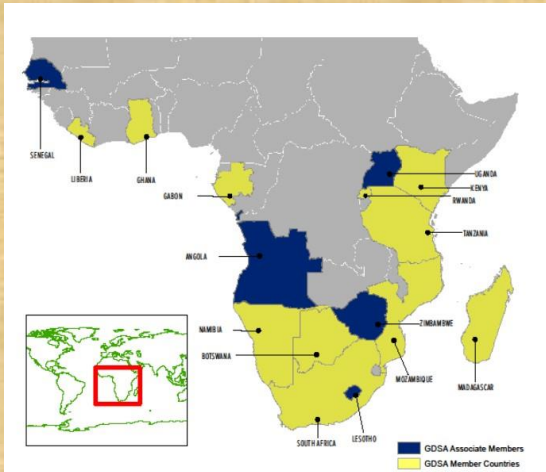 SENEGAL
LIBERIA
GHANA
GABON
UGANDA
KENYA
RWANDA
TANZANIA
ANGOLA
NAMIBIA
ZIMBAMBWE
BOTSWANA
MOZAMBIQUE
MADAGASCAR
SOUTH AFRICA
LESOTHO
GDSA Associate Members
GDSA Member Countries